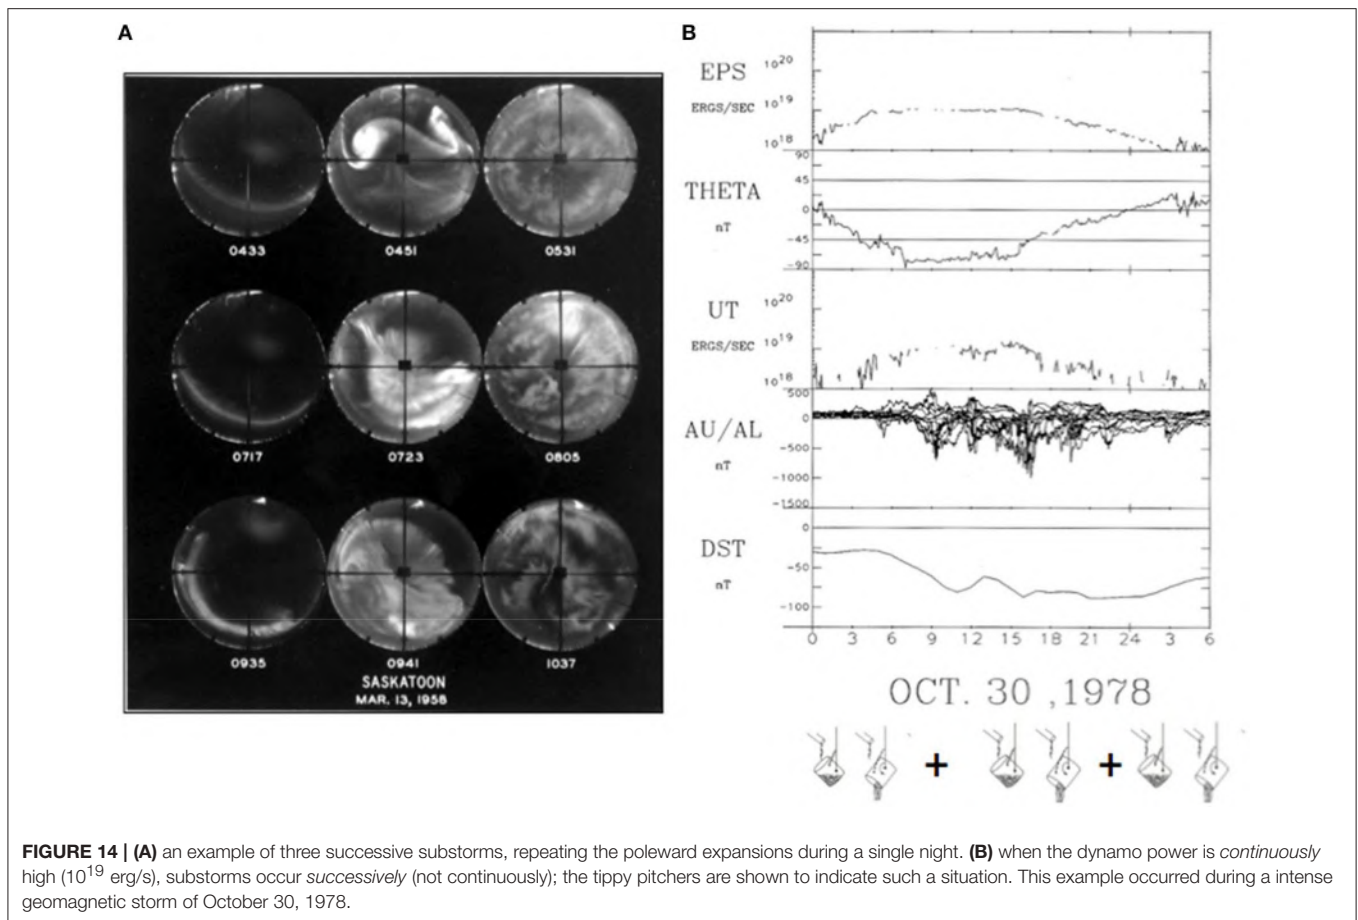 A
0433
0451
0531
0717
0723
0805
0935
0941
1037
SASKATOON
MAR. 13, 1958
B
EPS
ERGS/SEC
10^20
10^19
10^18
THETA
nT
90
45
0
-45
-90
UT
ERGS/SEC
10^20
10^19
10^18
AU/AL
nT
500
0
-500
-1000
-1500
DST
nT
0
-50
-100
0 3 6 9 12 15 18 21 24 3 6
OCT. 30 ,1978
+ +
FIGURE 14 | (A) an example of three successive substorms, repeating the poleward expansions during a single night. (B) when the dynamo power is continuously
high (10^19 erg/s), substorms occur successively (not continuously); the tippy pitchers are shown to indicate such a situation. This example occurred during a intense
geomagnetic storm of October 30, 1978.